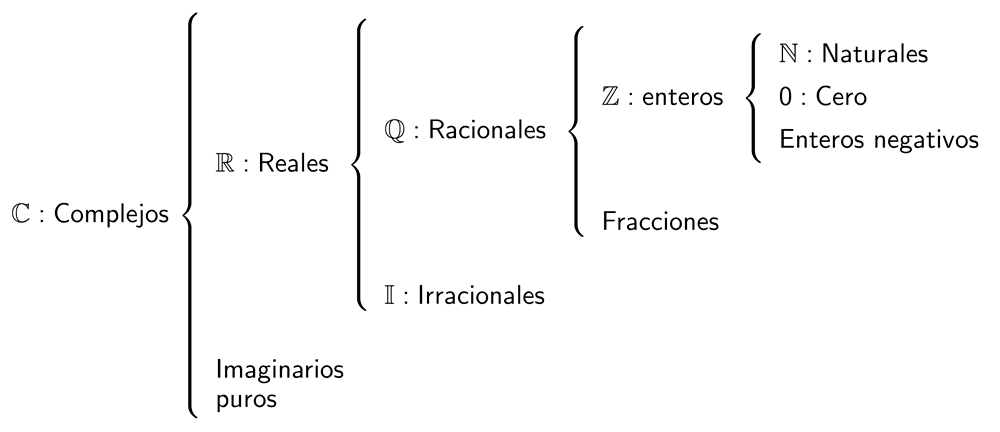 ℕ : Naturales
ℤ : enteros
0 : Cero
ℚ : Racionales
Enteros negativos
ℝ : Reales
ℂ : Complejos
Fracciones
𝕀 : Irracionales
Imaginarios
puros